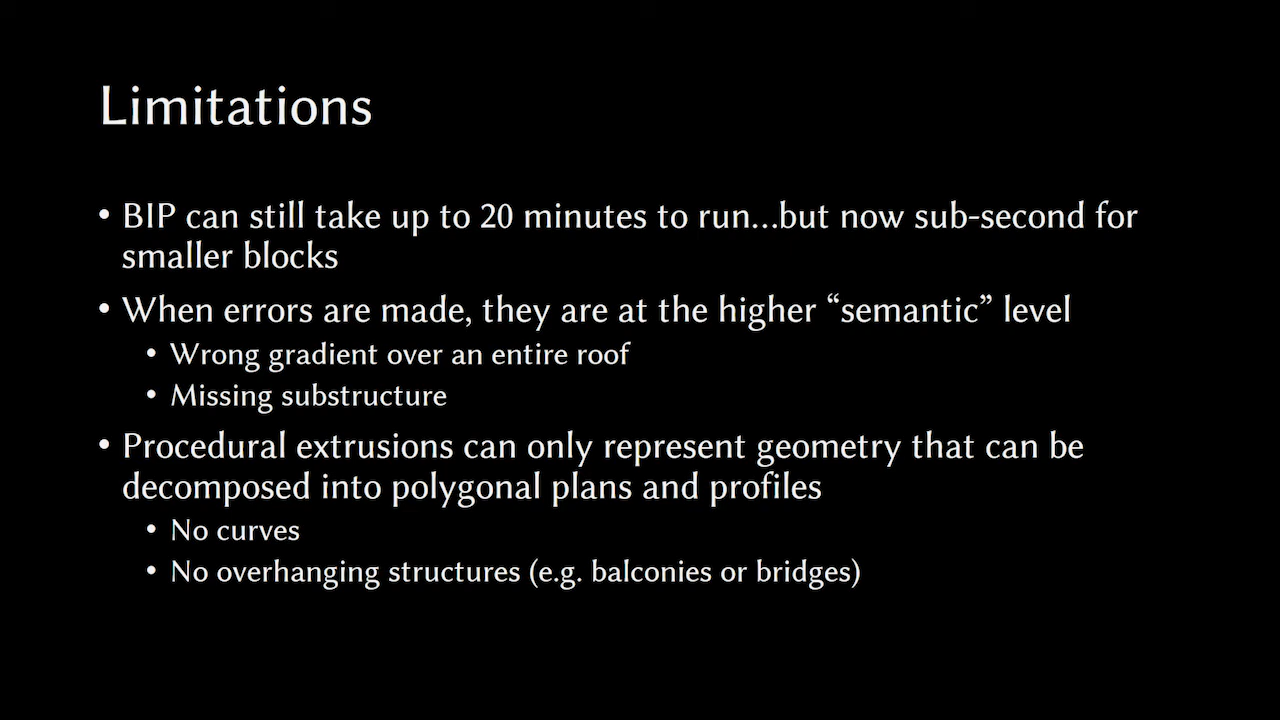 Limitations
• BIP can still take up to 20 minutes to run...but now sub-second for
smaller blocks
• When errors are made, they are at the higher “semantic” level
• Wrong gradient over an entire roof
• Missing substructure
• Procedural extrusions can only represent geometry that can be
decomposed into polygonal plans and profiles
• No curves
• No overhanging structures (e.g. balconies or bridges)